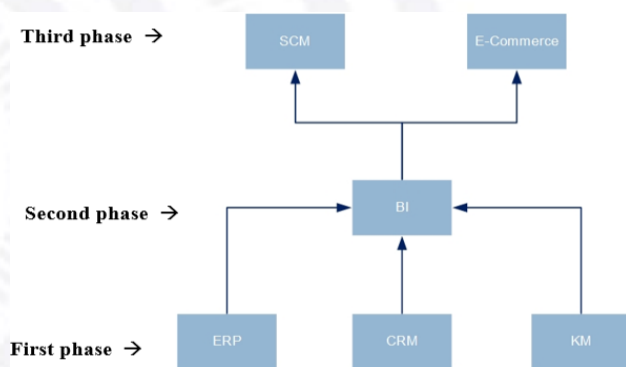 Third phase →
SCM
E-Commerce
Second phase →
BI
First phase →
ERP
CRM
KM